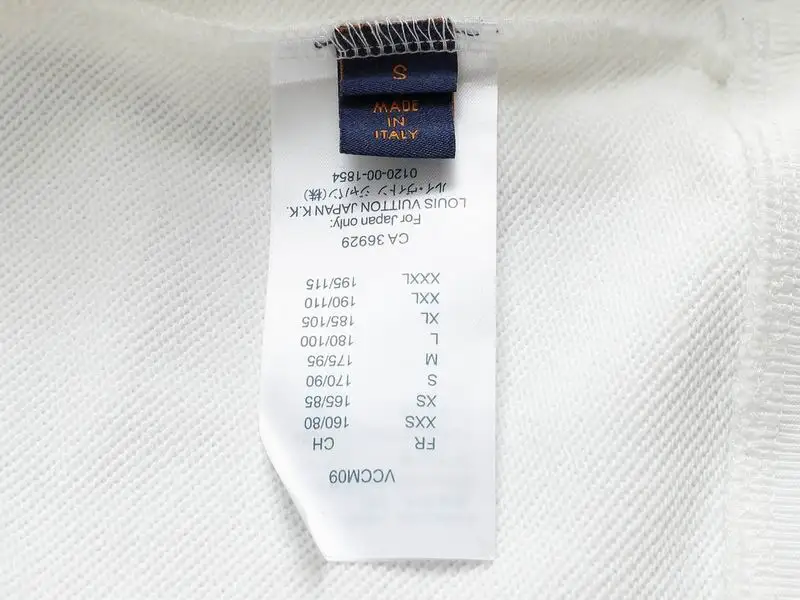 S
MADE
IN
ITALY
VCCM09
FR CH
XXS 160/80
XS 165/85
S 170/90
M 175/95
L 180/100
XL 185/105
XXL 190/110
XXXL 195/115
CA 36929
For Japan only:
LOUIS VUITTON JAPAN K.K.
ルイ・ヴィトン ジャパン(株)
0120-00-1854